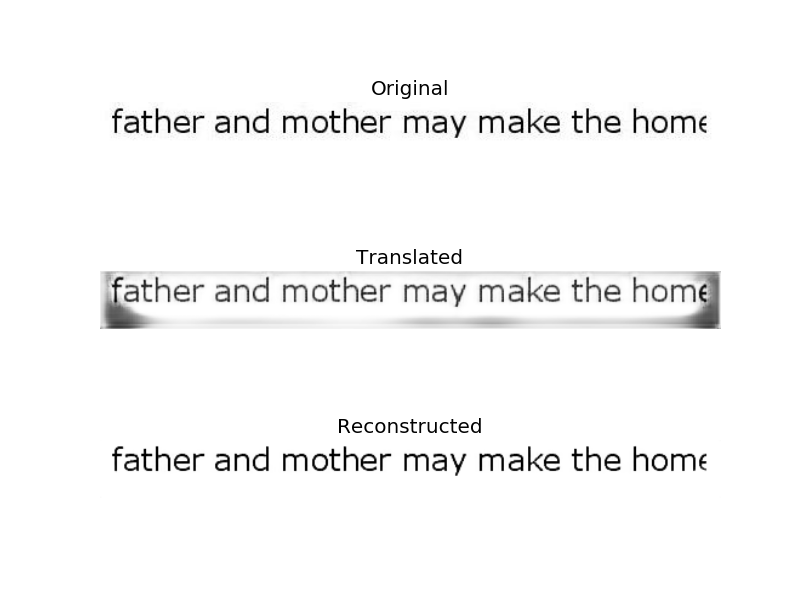 Original
father and mother may make the home
Translated
father and mother may make the home
Reconstructed
father and mother may make the home